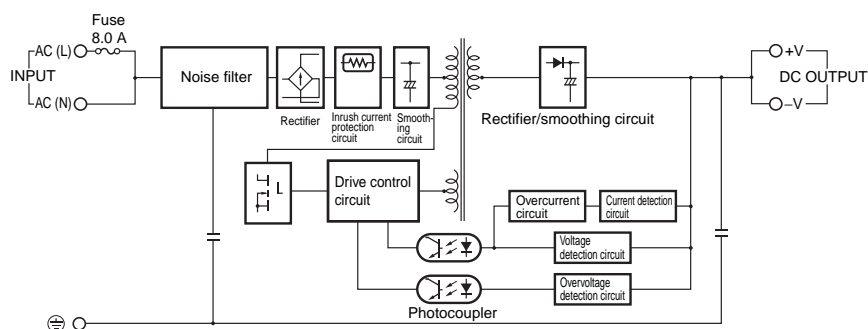 Fuse
8.0 A
AC (L)
INPUT
AC (N)
Noise filter
Rectifier
Inrush current
protection
circuit
Smooth-
ing
circuit
Rectifier/smoothing circuit
+V
DC OUTPUT
–V
Drive control
circuit
Overcurrent
circuit
Current detection
circuit
Voltage
detection circuit
Overvoltage
detection circuit
Photocoupler